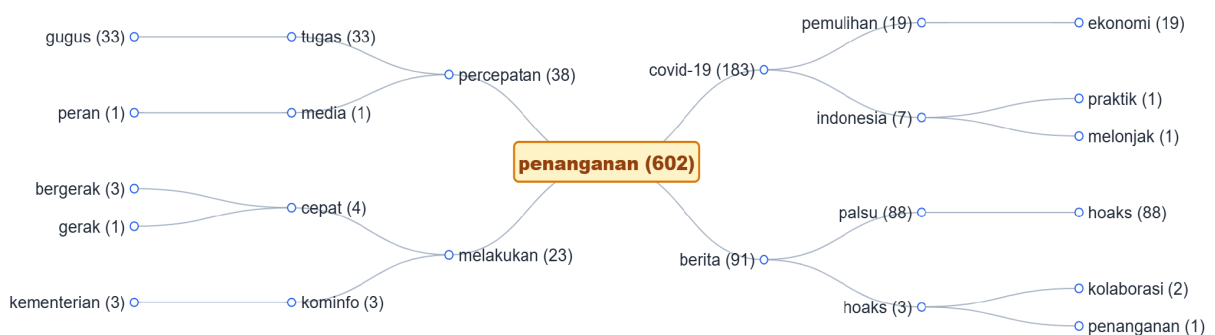 pemulihan (19)
ekonomi (19)
gugus (33)
tugas (33)
covid-19 (183)
percepatan (38)
praktik (1)
peran (1)
media (1)
indonesia (7)
melonjak (1)
penanganan (602)
bergerak (3)
cepat (4)
palsu (88)
hoaks (88)
gerak (1)
melakukan (23)
berita (91)
kolaborasi (2)
kementerian (3)
kominfo (3)
hoaks (3)
penanganan (1)